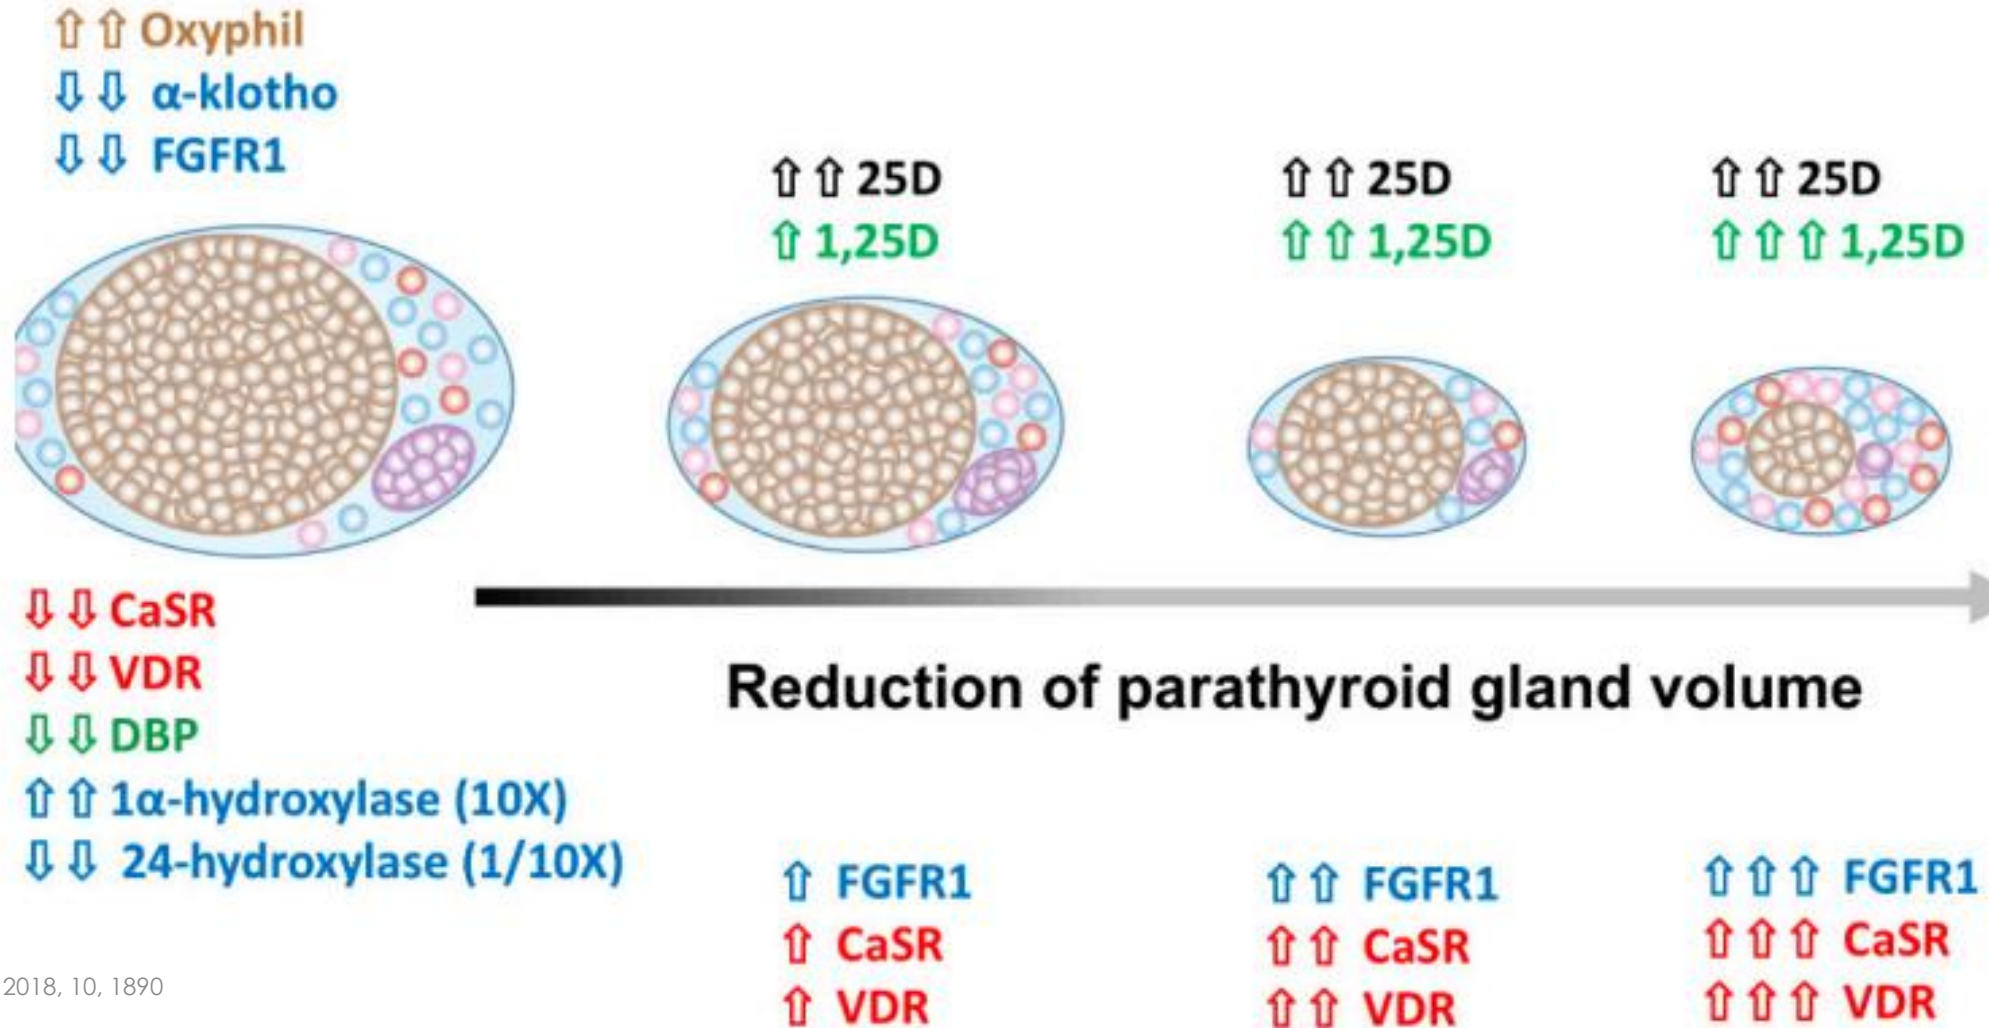 ⇧ ⇧ Oxyphil
⇩ ⇩ α-klotho
⇩ ⇩ FGFR1
⇧ ⇧ 25D
⇧ 1,25D
⇧ ⇧ 25D
⇧ ⇧ 1,25D
⇧ ⇧ 25D
⇧ ⇧ ⇧ 1,25D
⇩ ⇩ CaSR
⇩ ⇩ VDR
⇩ ⇩ DBP
⇧ ⇧ 1α-hydroxylase (10X)
⇩ ⇩ 24-hydroxylase (1/10X)
Reduction of parathyroid gland volume
⇧ FGFR1
⇧ CaSR
⇧ VDR
⇧ ⇧ FGFR1
⇧ ⇧ CaSR
⇧ ⇧ VDR
⇧ ⇧ ⇧ FGFR1
⇧ ⇧ ⇧ CaSR
⇧ ⇧ ⇧ VDR
2018, 10, 1890